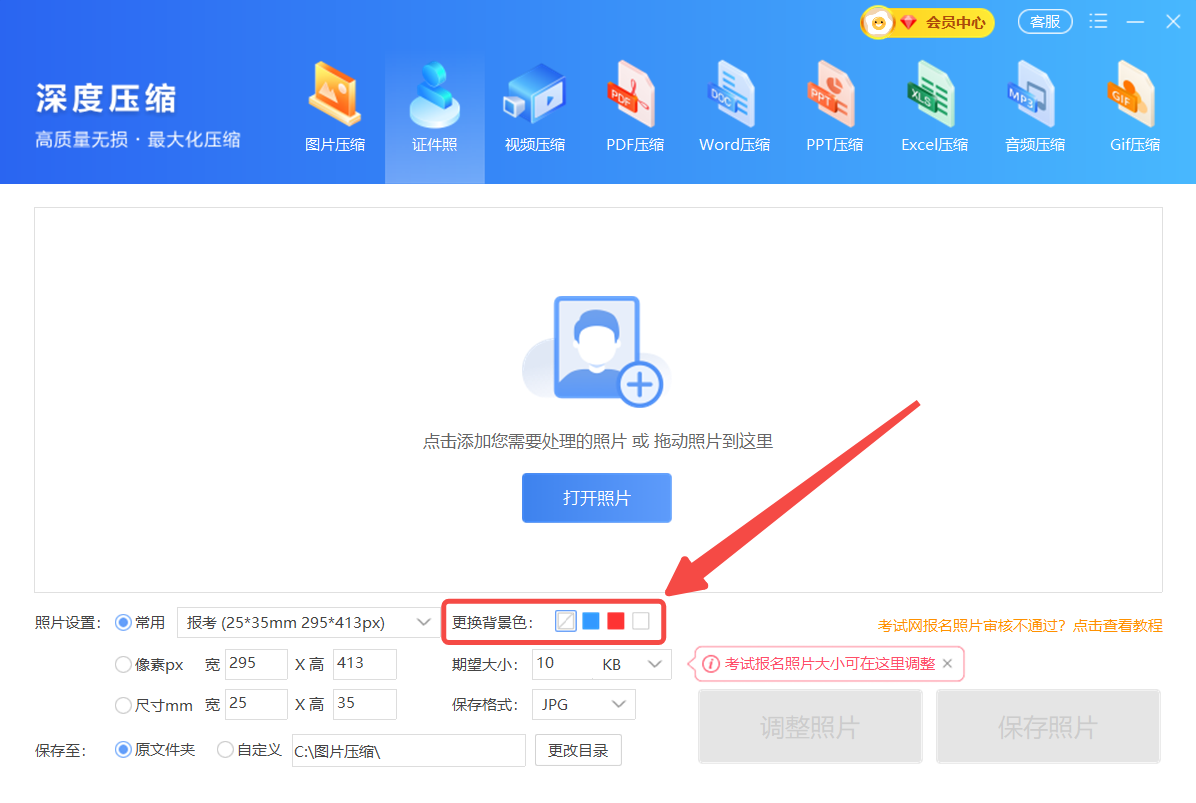 会员中心
客服
深度压缩
高质量无损·最大化压缩
图片压缩
证件照
视频压缩
PDF
PDF压缩
DOC
Word压缩
PPT
PPT压缩
XLS
Excel压缩
MP3
音频压缩
GIF
Gif压缩
点击添加您需要处理的照片 或 拖动照片到这里
打开照片
照片设置: 常用 报考 (25*35mm 295*413px) 更换背景色:
考试网报名照片审核不通过? 点击查看教程
像素px 宽 295 X 高 413 期望大小: 10 KB
考试报名照片大小可在这里调整
尺寸mm 宽 25 X 高 35 保存格式: JPG
调整照片 保存照片
保存至: 原文件夹 自定义 C:\图片压缩\ 更改目录